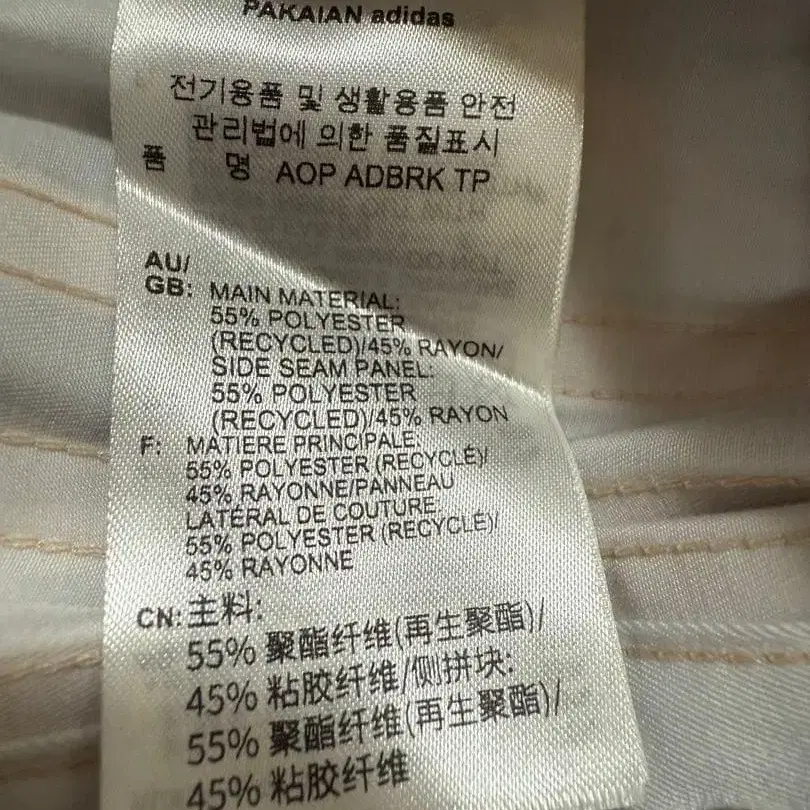 PAKAIAN adidas
전기용품 및 생활용품 안전
관리법에 의한 품질표시
품 명 AOP ADBRK TP
AU/
GB: MAIN MATERIAL:
55% POLYESTER
(RECYCLED)/45% RAYON/
SIDE SEAM PANEL:
55% POLYESTER
(RECYCLED)/45% RAYON
F: MATIERE PRINCIPALE:
55% POLYESTER (RECYCLÉ)/
45% RAYONNE/PANNEAU
LATÉRAL DE COUTURE:
55% POLYESTER (RECYCLÉ)/
45% RAYONNE
CN: 主料:
55% 聚酯纤维(再生聚酯)/
45% 粘胶纤维/侧拼块:
55% 聚酯纤维(再生聚酯)/
45% 粘胶纤维